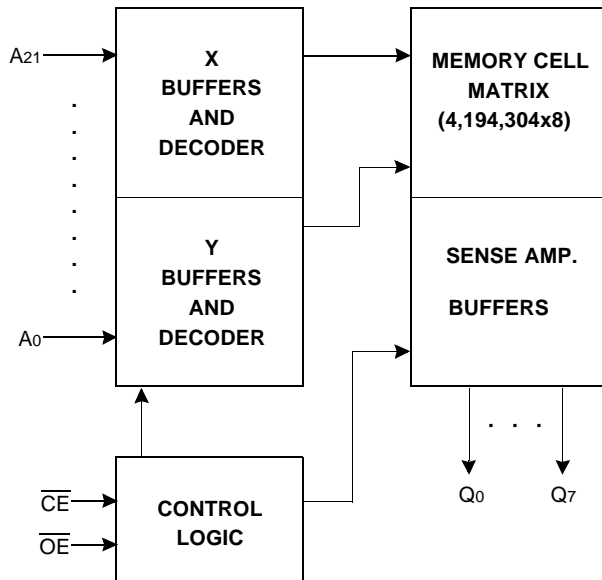 A21
X
BUFFERS
AND
DECODER
MEMORY CELL
MATRIX
(4,194,304x8)
Y
BUFFERS
AND
DECODER
A0
SENSE AMP.
BUFFERS
CE
OE
CONTROL
LOGIC
Q0
Q7